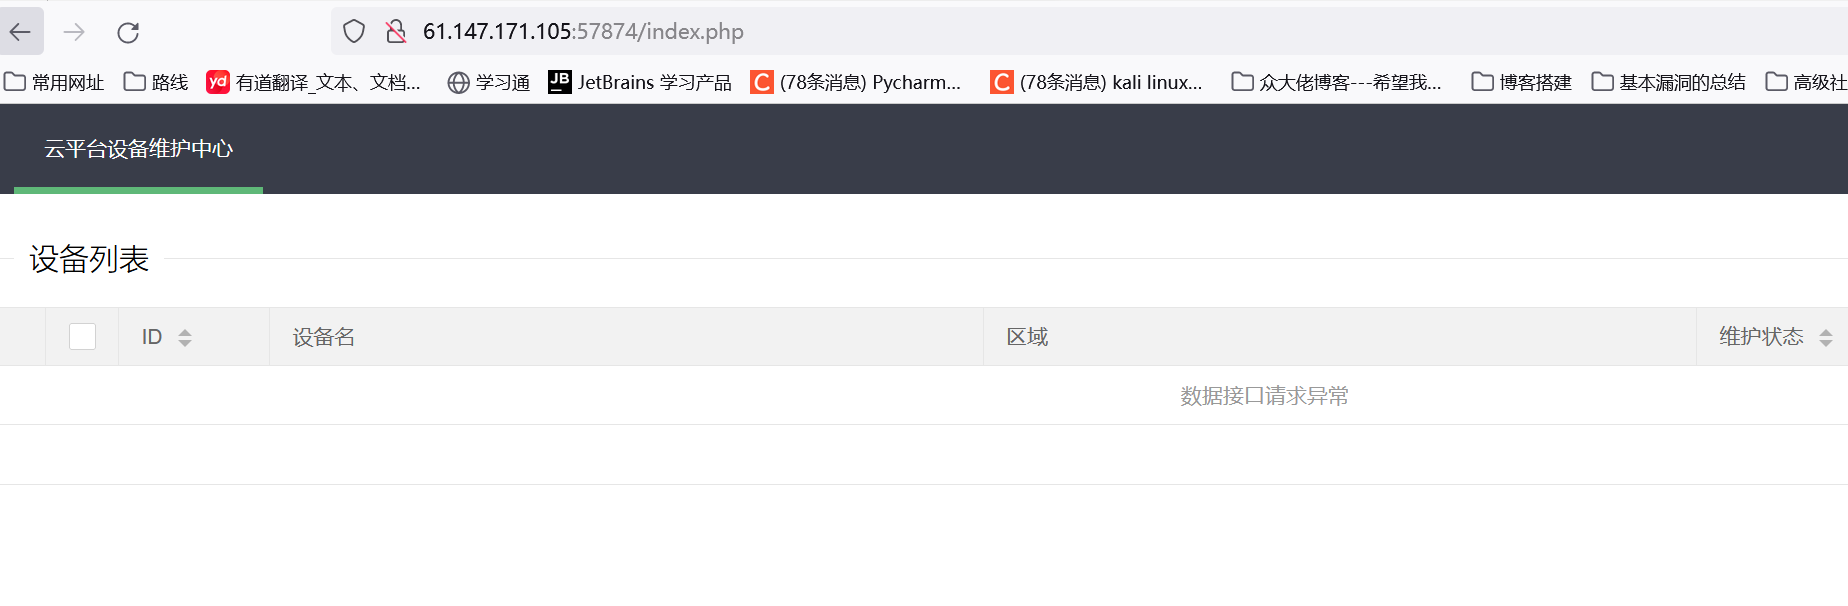 61.147.171.105:57874/index.php
常用网址 路线 yd 有道翻译_文本、文档... 学习通 JB JetBrains 学习产品 C (78条消息) Pycharm... C (78条消息) kali linux... 众大佬博客---希望我... 博客搭建 基本漏洞的总结 高级社
云平台设备维护中心
设备列表
ID 设备名 区域 维护状态
数据接口请求异常